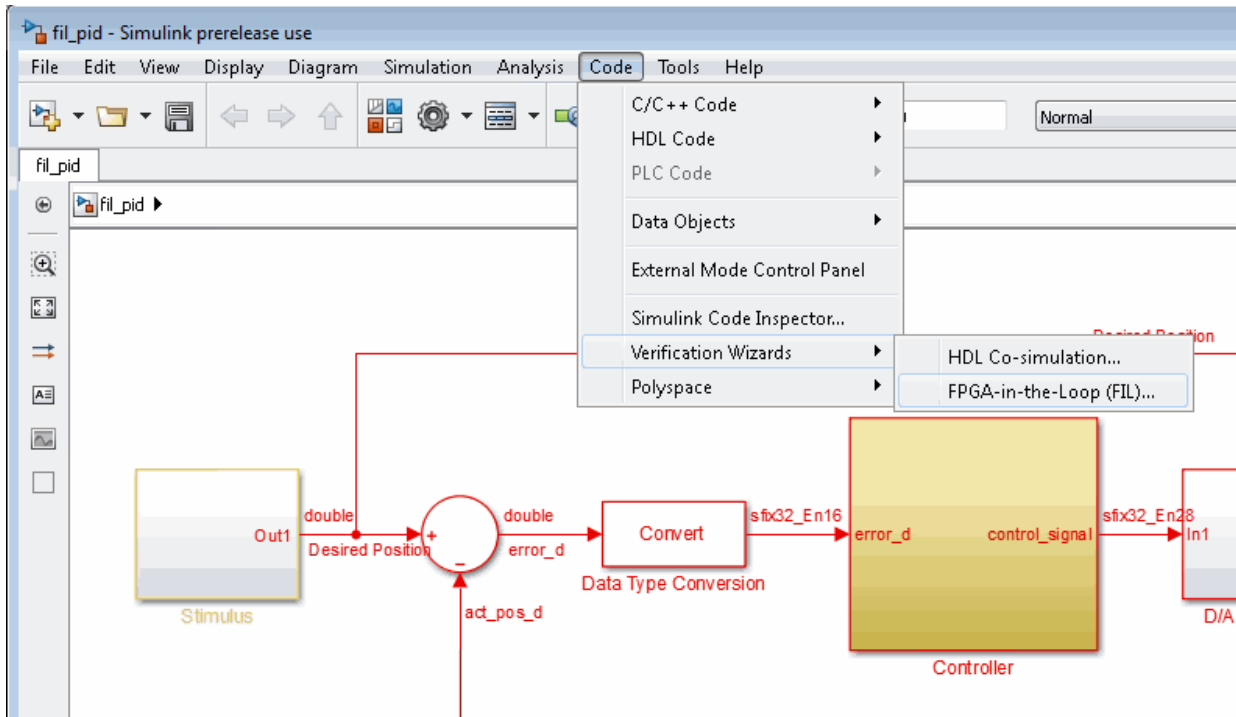 fil_pid - Simulink prerelease use
File Edit View Display Diagram Simulation Analysis Code Tools Help
Normal
fil_pid
fil_pid
C/C++ Code
HDL Code
PLC Code
Data Objects
External Mode Control Panel
Simulink Code Inspector...
Verification Wizards
Polyspace
HDL Co-simulation...
FPGA-in-the-Loop (FIL)...
Desired Position
Out1
Stimulus
double
Desired Position
+
−
act_pos_d
double
error_d
Convert
Data Type Conversion
sfix32_En16
error_d
control_signal
Controller
sfix32_En28
In1
D/A